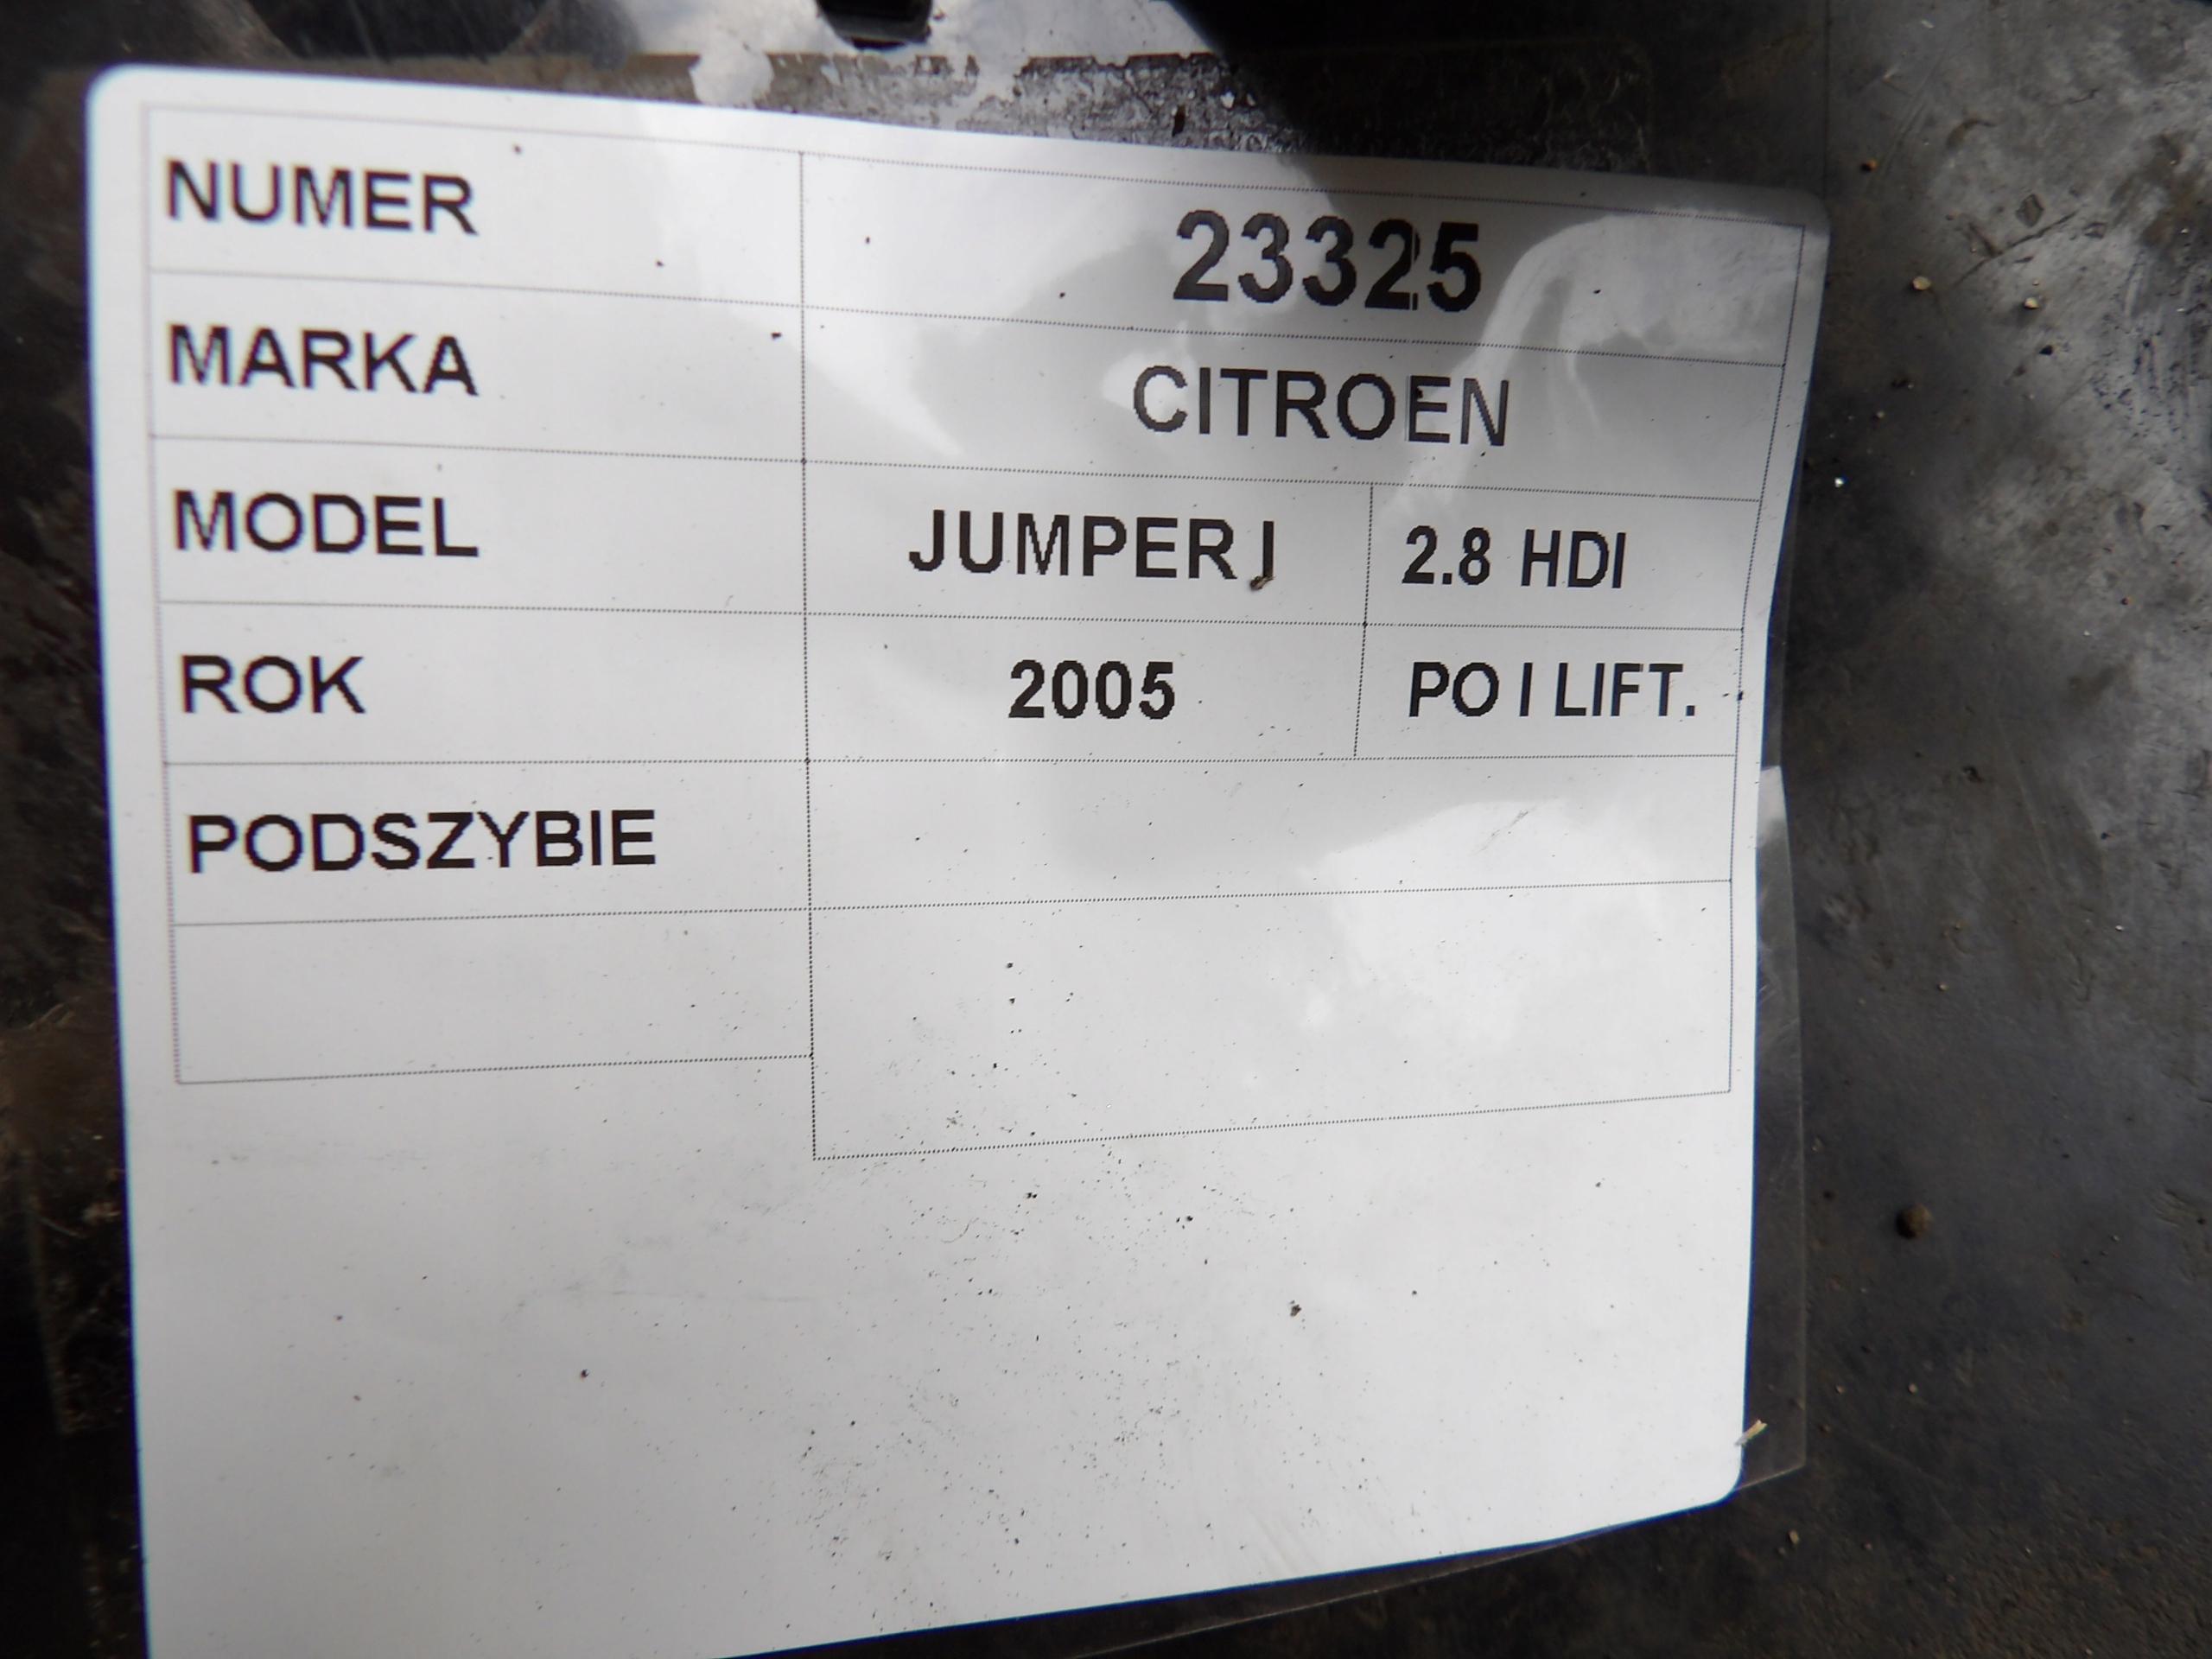 NUMER 23325
MARKA CITROEN
MODEL JUMPER I 2.8 HDI
ROK 2005 PO I LIFT.
PODSZYBIE